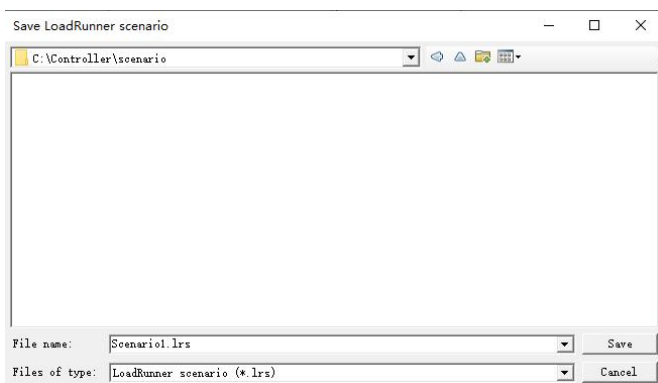 Save LoadRunner scenario
C:\Controller\scenario
File name: Scenario1.lrs Save
Files of type: LoadRunner scenario (*.lrs) Cancel